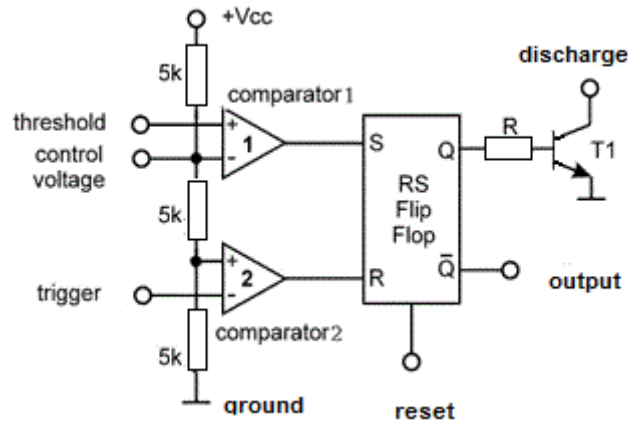 +Vcc
discharge
5k
comparator1
threshold
+
1
control
voltage
-
S
Q
R
T1
5k
RS
Flip
Flop
+
2
-
R
Q̅
output
trigger
comparator2
5k
ground
reset